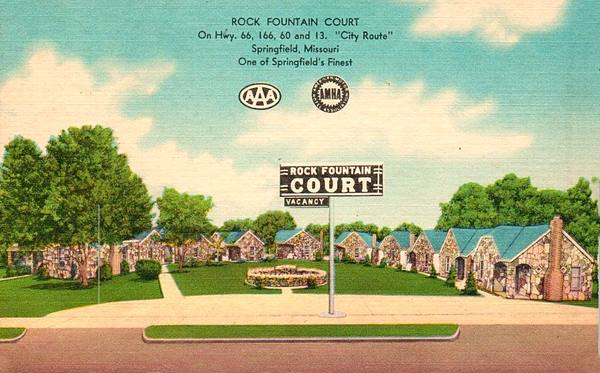 ROCK FOUNTAIN COURT
On Hwy. 66, 166, 60 and 13. "City Route"
Springfield, Missouri
One of Springfield's Finest
AAA
AMHA
ROCK FOUNTAIN
COURT
VACANCY